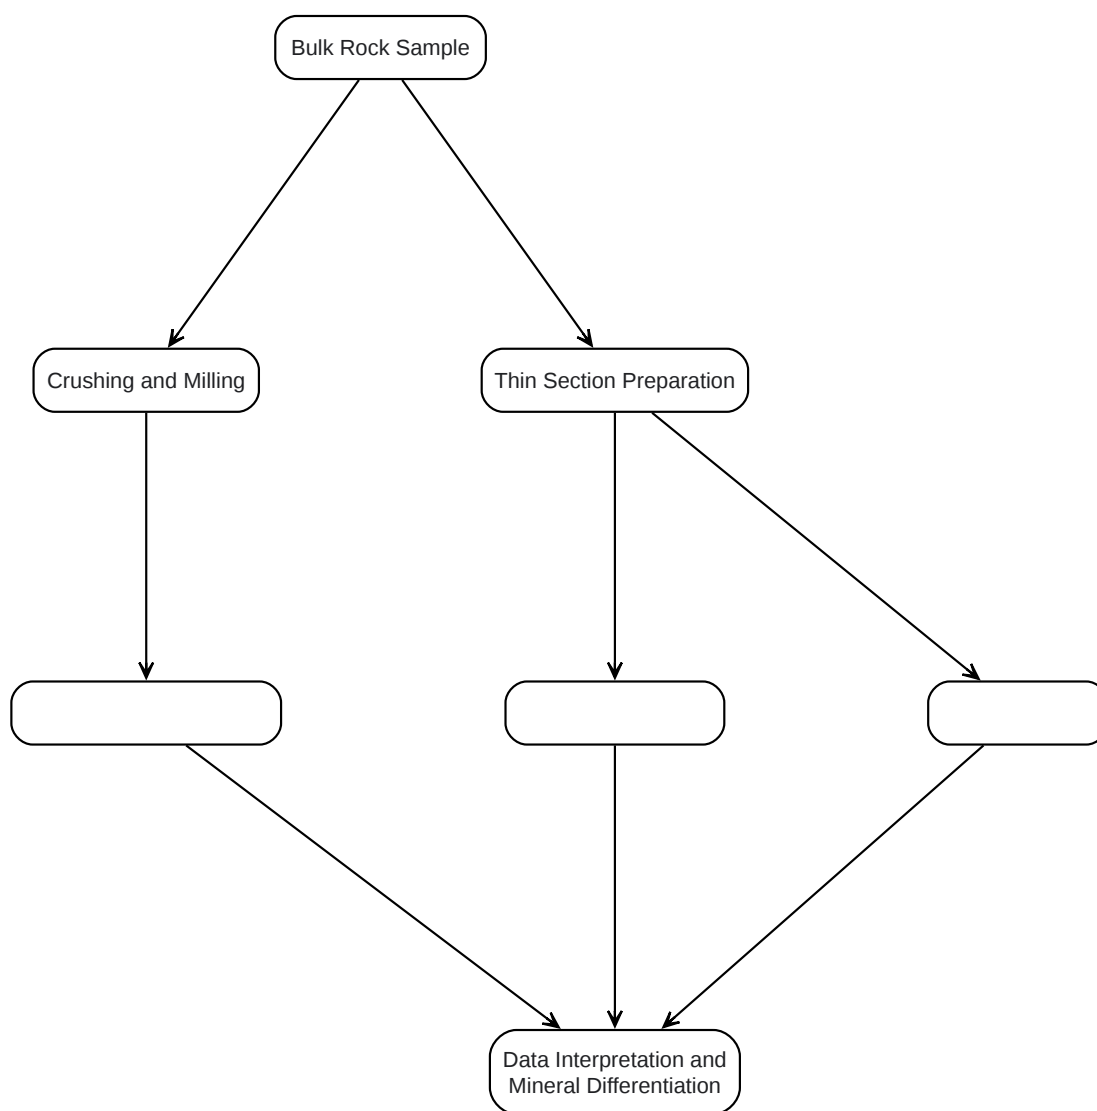 Bulk Rock Sample
Crushing and Milling
Thin Section Preparation
Data Interpretation and
Mineral Differentiation